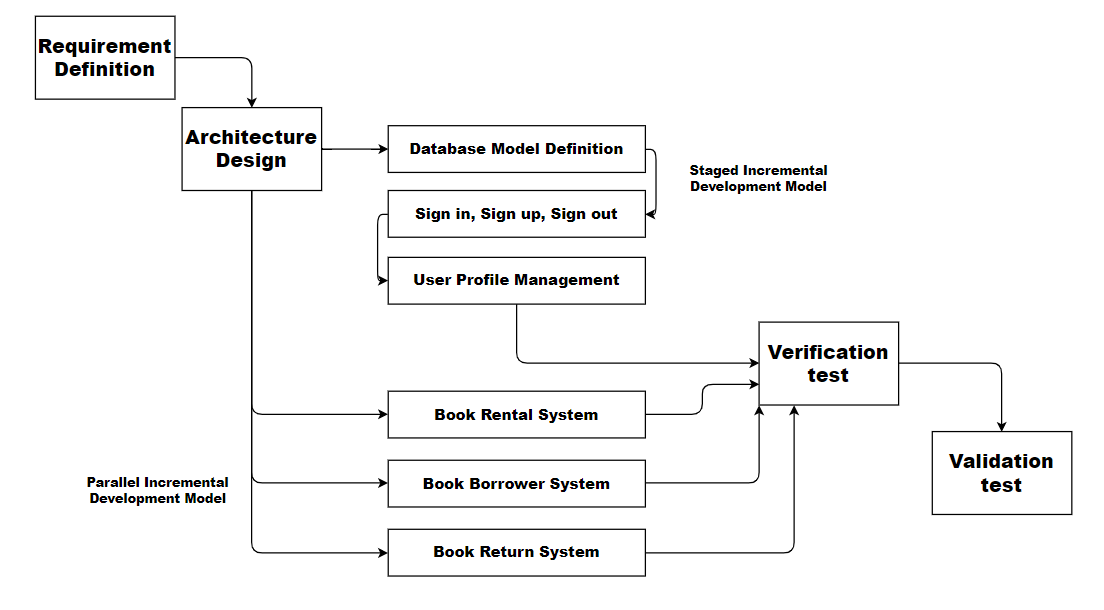 Requirement
Definition
Architecture
Design
Database Model Definition
Staged Incremental
Development Model
Sign in, Sign up, Sign out
User Profile Management
Verification
test
Book Rental System
Validation
test
Parallel Incremental
Development Model
Book Borrower System
Book Return System